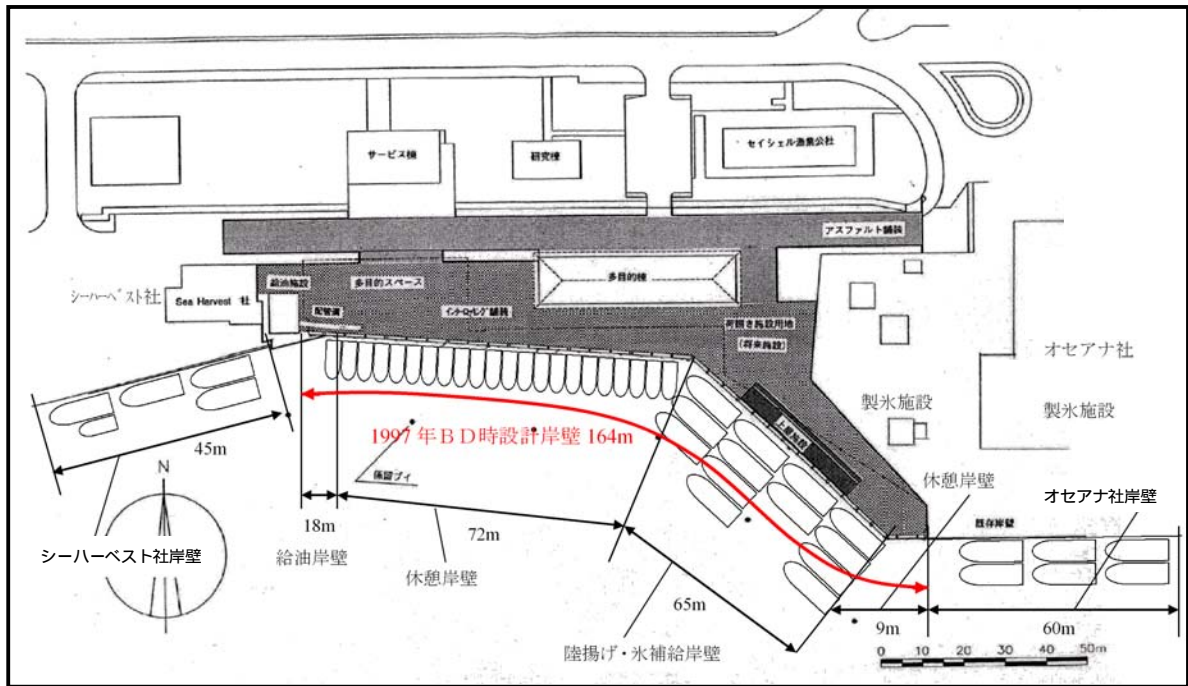 サービス棟
研究棟
セイシェル漁業公社
アスファルト舗装
シーハーベスト社
Sea Harvest 社
給油施設
多目的スペース
配管溝
インターロッキング舗装
多目的棟
荷捌き施設用地
(将来施設)
オセアナ社
製氷施設
製氷施設
上屋施設
1997年BD時設計岸壁 164m
係留ブイ
45m
N
18m
72m
休憩岸壁
オセアナ社岸壁
既存岸壁
シーハーベスト社岸壁
給油岸壁
休憩岸壁
65m
9m
60m
陸揚げ・氷補給岸壁
0 10 20 30 40 50m